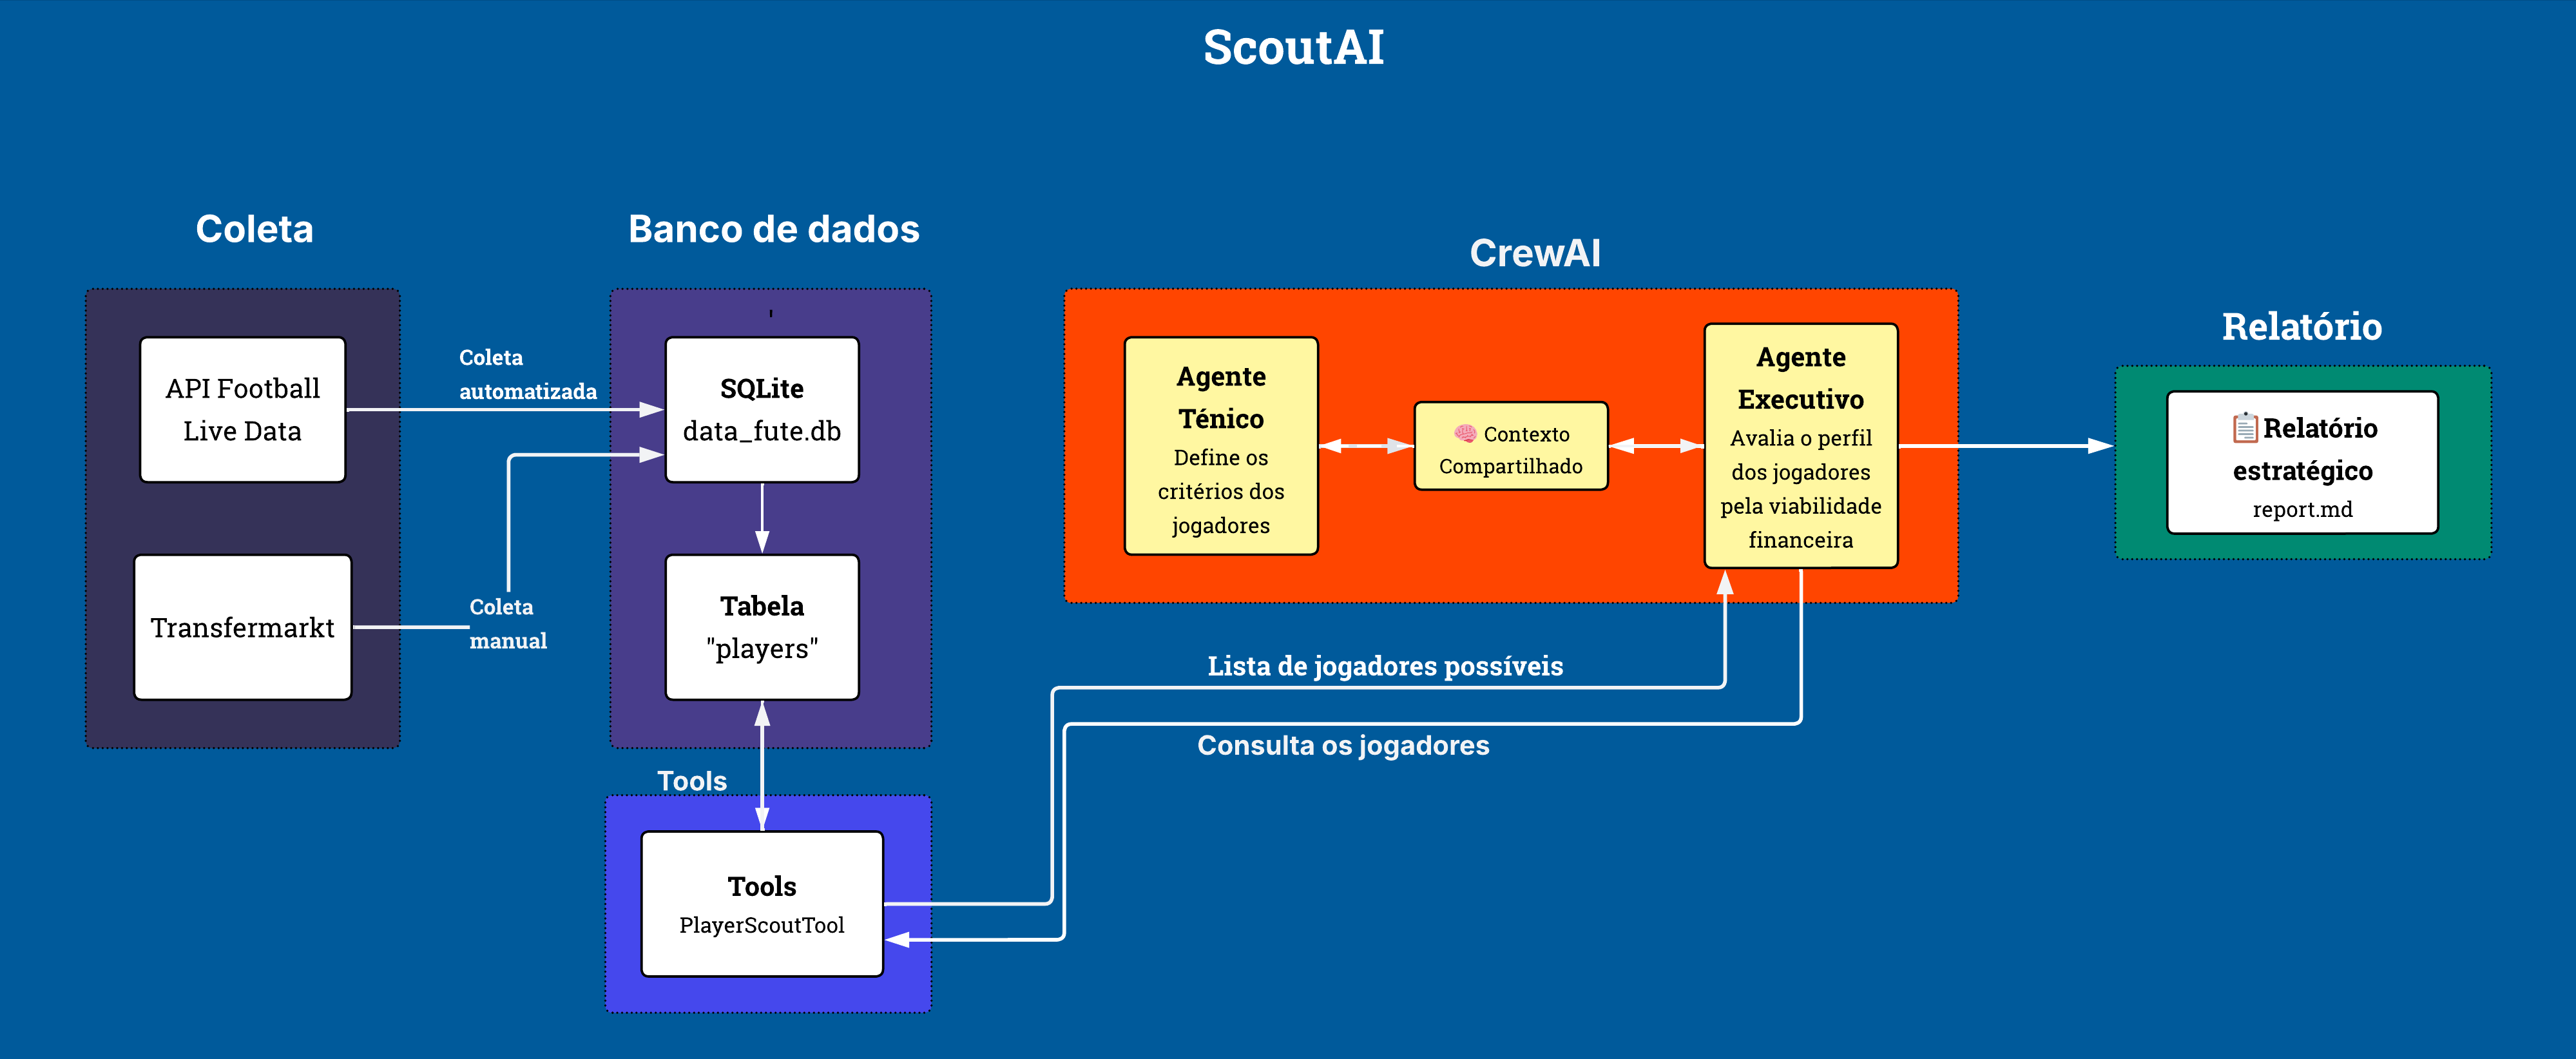 ScoutAI
Coleta
API Football
Live Data
Transfermarkt
Coleta
automatizada
Coleta
manual
Banco de dados
'
SQLite
data_fute.db
Tabela
"players"
Tools
Tools
PlayerScoutTool
CrewAI
Agente
Ténico
Define os
critérios dos
jogadores
🧠 Contexto
Compartilhado
Agente
Executivo
Avalia o perfil
dos jogadores
pela viabilidade
financeira
Lista de jogadores possíveis
Consulta os jogadores
Relatório
📋Relatório
estratégico
report.md